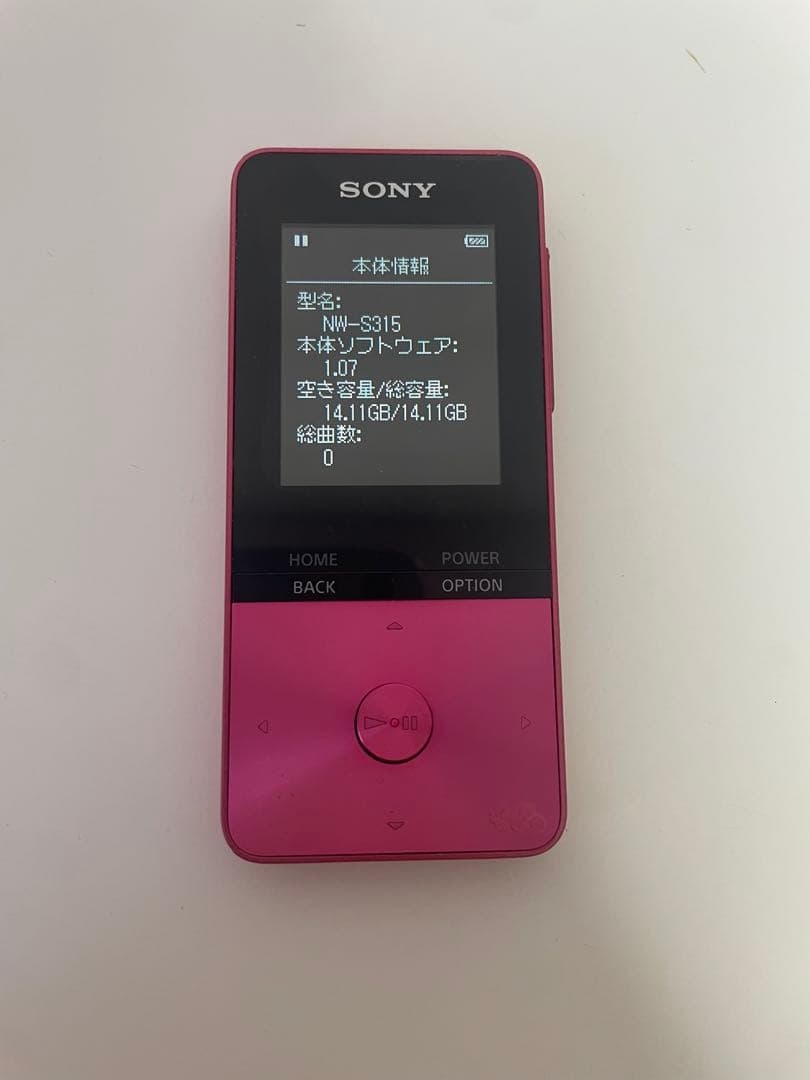 SONY
本体情報
型名:
NW-S315
本体ソフトウェア:
1.07
空き容量/総容量:
14.11GB/14.11GB
総曲数:
0
HOME POWER
BACK OPTION